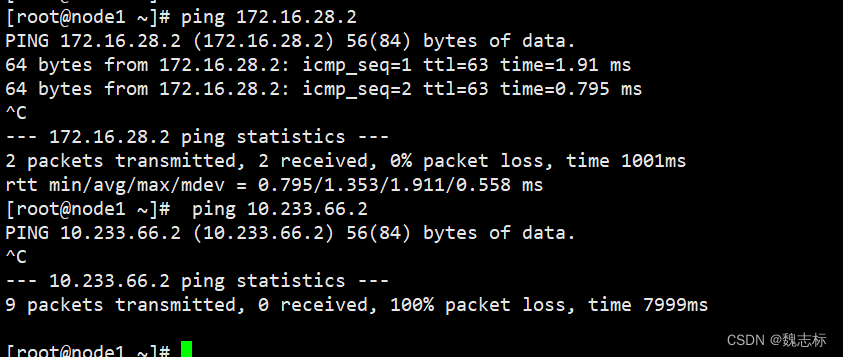 [root@node1 ~]# ping 172.16.28.2
PING 172.16.28.2 (172.16.28.2) 56(84) bytes of data.
64 bytes from 172.16.28.2: icmp_seq=1 ttl=63 time=1.91 ms
64 bytes from 172.16.28.2: icmp_seq=2 ttl=63 time=0.795 ms
^C
--- 172.16.28.2 ping statistics ---
2 packets transmitted, 2 received, 0% packet loss, time 1001ms
rtt min/avg/max/mdev = 0.795/1.353/1.911/0.558 ms
[root@node1 ~]#  ping 10.233.66.2
PING 10.233.66.2 (10.233.66.2) 56(84) bytes of data.
^C
--- 10.233.66.2 ping statistics ---
9 packets transmitted, 0 received, 100% packet loss, time 7999ms
[root@node1 ~]#
CSDN @魏志标